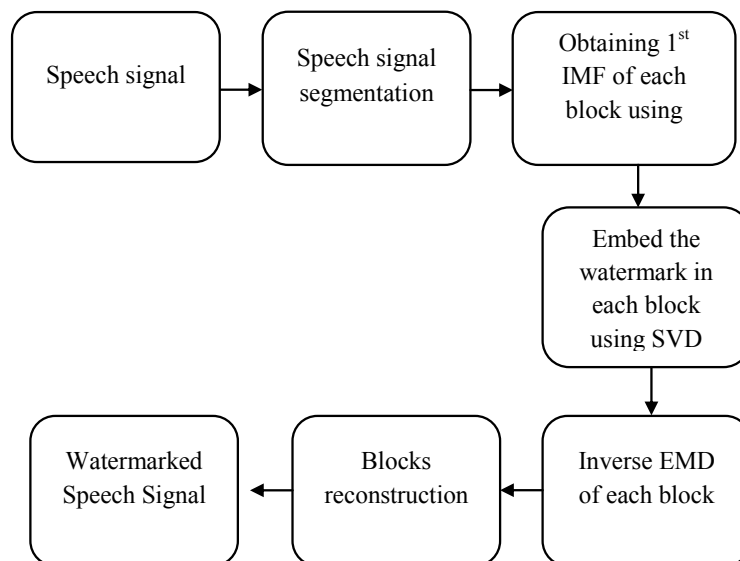 Speech signal
Speech signal
segmentation
Obtaining 1st
IMF of each
block using
Embed the
watermark in
each block
using SVD
Inverse EMD
of each block
Blocks
reconstruction
Watermarked
Speech Signal